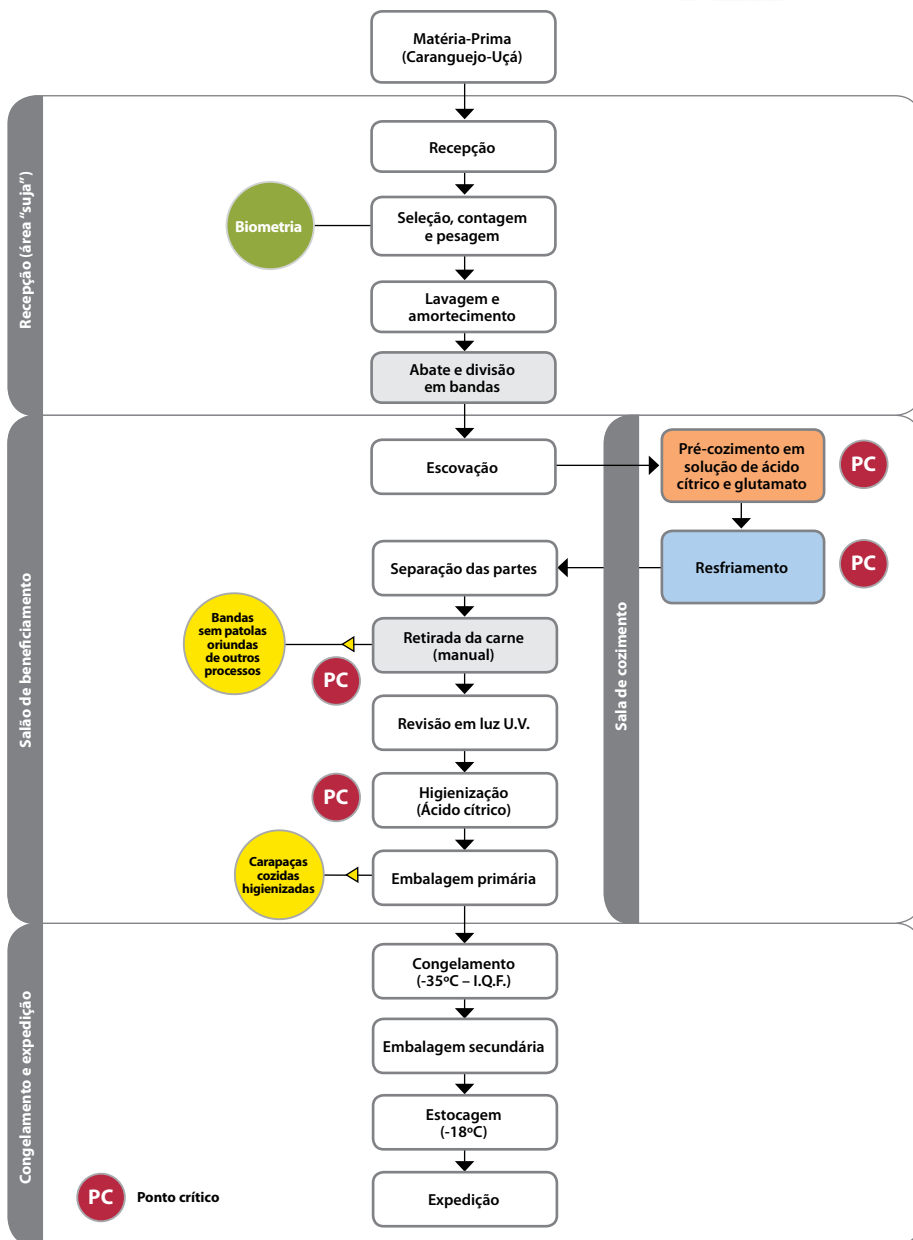 Matéria-Prima
(Caranguejo-Uçá)
Recepção (área “suja”)
Recepção
Biometria
Seleção, contagem
e pesagem
Lavagem e
amortecimento
Abate e divisão
em bandas
Salão de beneficiamento
Escovação
Sala de cozimento
Pré-cozimento em
solução de ácido
cítrico e glutamato
PC
Separação das partes
Resfriamento
PC
Bandas
sem patolas
oriundas
de outros
processos
Retirada da carne
(manual)
PC
Revisão em luz U.V.
PC
Higienização
(Ácido cítrico)
Carapaças
cozidas
higienizadas
Embalagem primária
Congelamento e expedição
Congelamento
(-35ºC – I.Q.F.)
Embalagem secundária
Estocagem
(-18ºC)
Expedição
PC
Ponto crítico